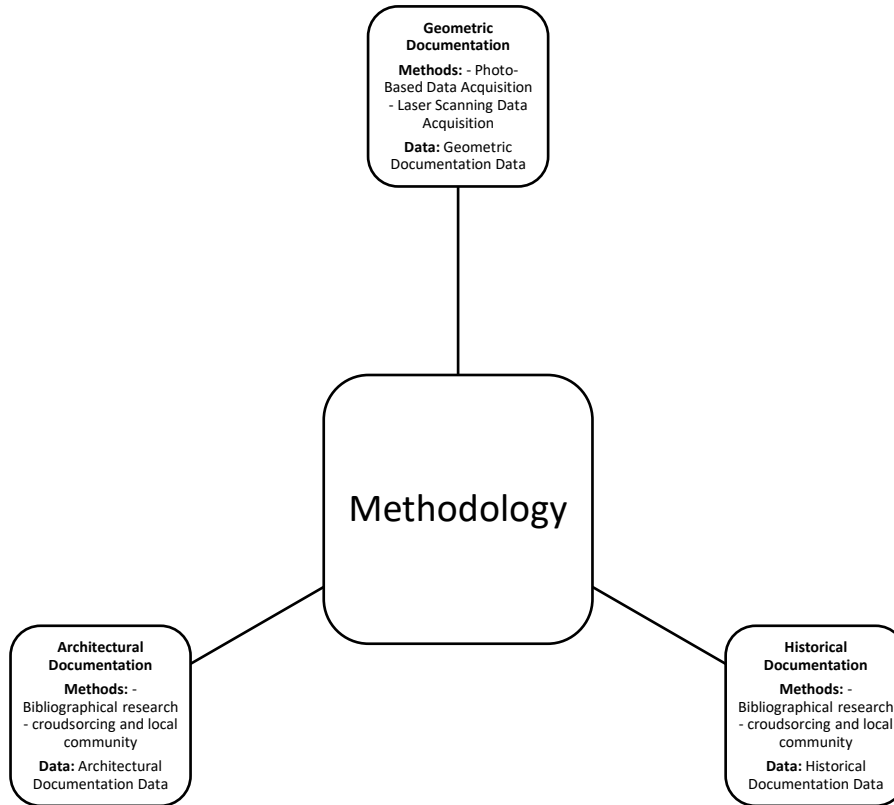 Geometric
Documentation
Methods: - Photo-
Based Data Acquisition
- Laser Scanning Data
Acquisition
Data: Geometric
Documentation Data
Methodology
Architectural
Documentation
Methods: -
Bibliographical research
- croudsorcing and local
community
Data: Architectural
Documentation Data
Historical
Documentation
Methods: -
Bibliographical research
- croudsorcing and local
community
Data: Historical
Documentation Data